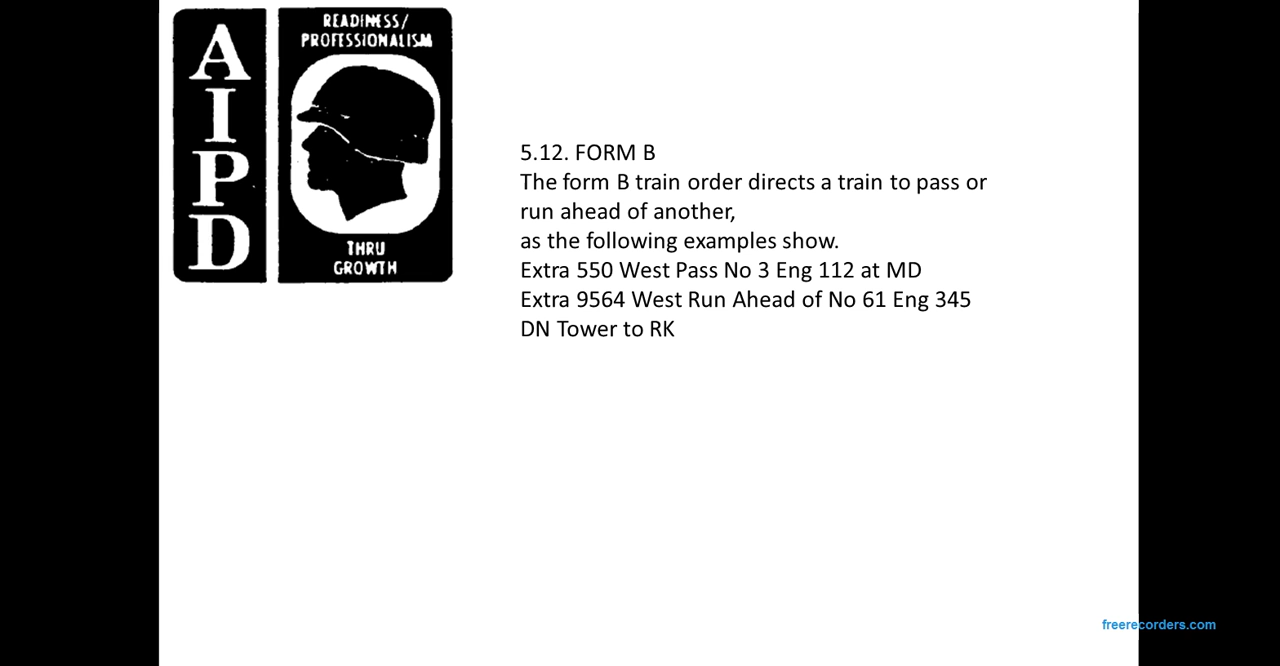 A
I
P
D
READINESS/
PROFESSIONALISM
THRU
GROWTH
5.12. FORM B
The form B train order directs a train to pass or
run ahead of another,
as the following examples show.
Extra 550 West Pass No 3 Eng 112 at MD
Extra 9564 West Run Ahead of No 61 Eng 345
DN Tower to RK
freerecorders.com